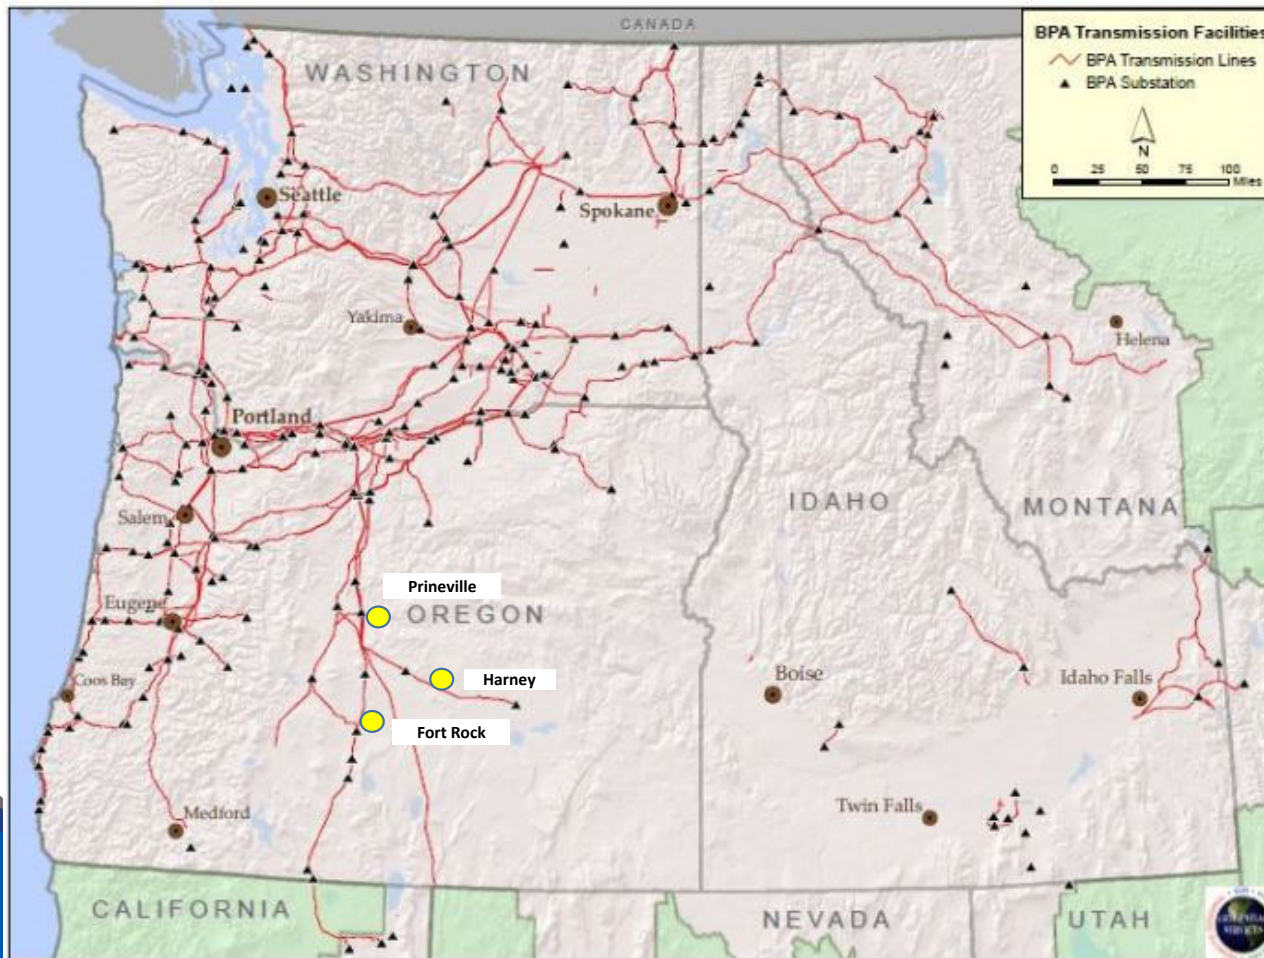 CANADA
BPA Transmission Facilities
BPA Transmission Lines
BPA Substation
N
0 25 50 75 100
Miles
WASHINGTON
Seattle
Spokane
Yakima
Helena
Portland
IDAHO
MONTANA
Salem
Prineville
Eugene
OREGON
Harney
Coos Bay
Boise
Idaho Falls
Fort Rock
Medford
Twin Falls
CALIFORNIA
NEVADA
UTAH